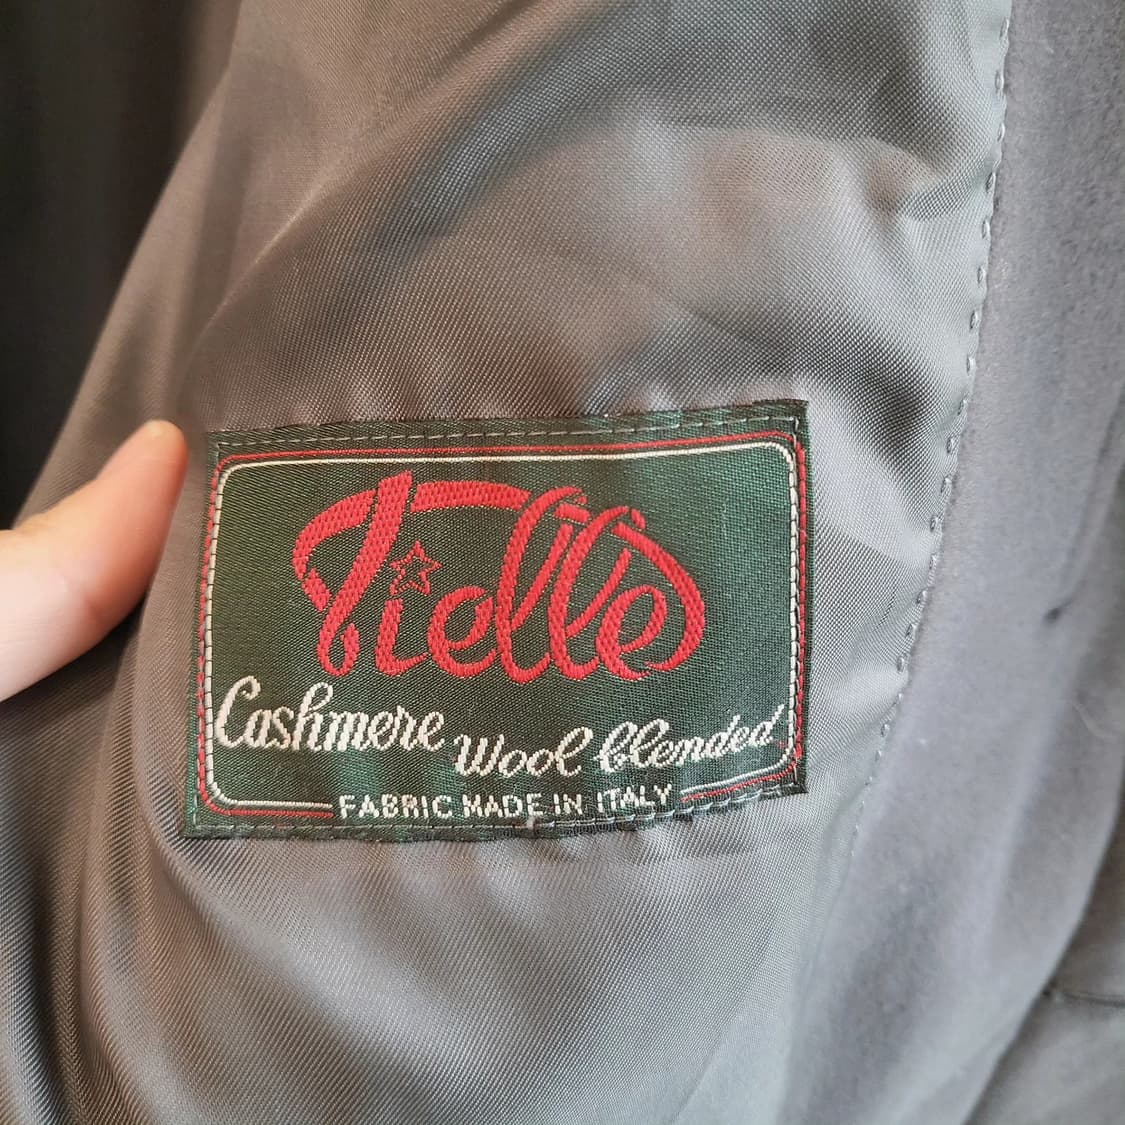 Tielle
Cashmere Wool blended
FABRIC MADE IN ITALY